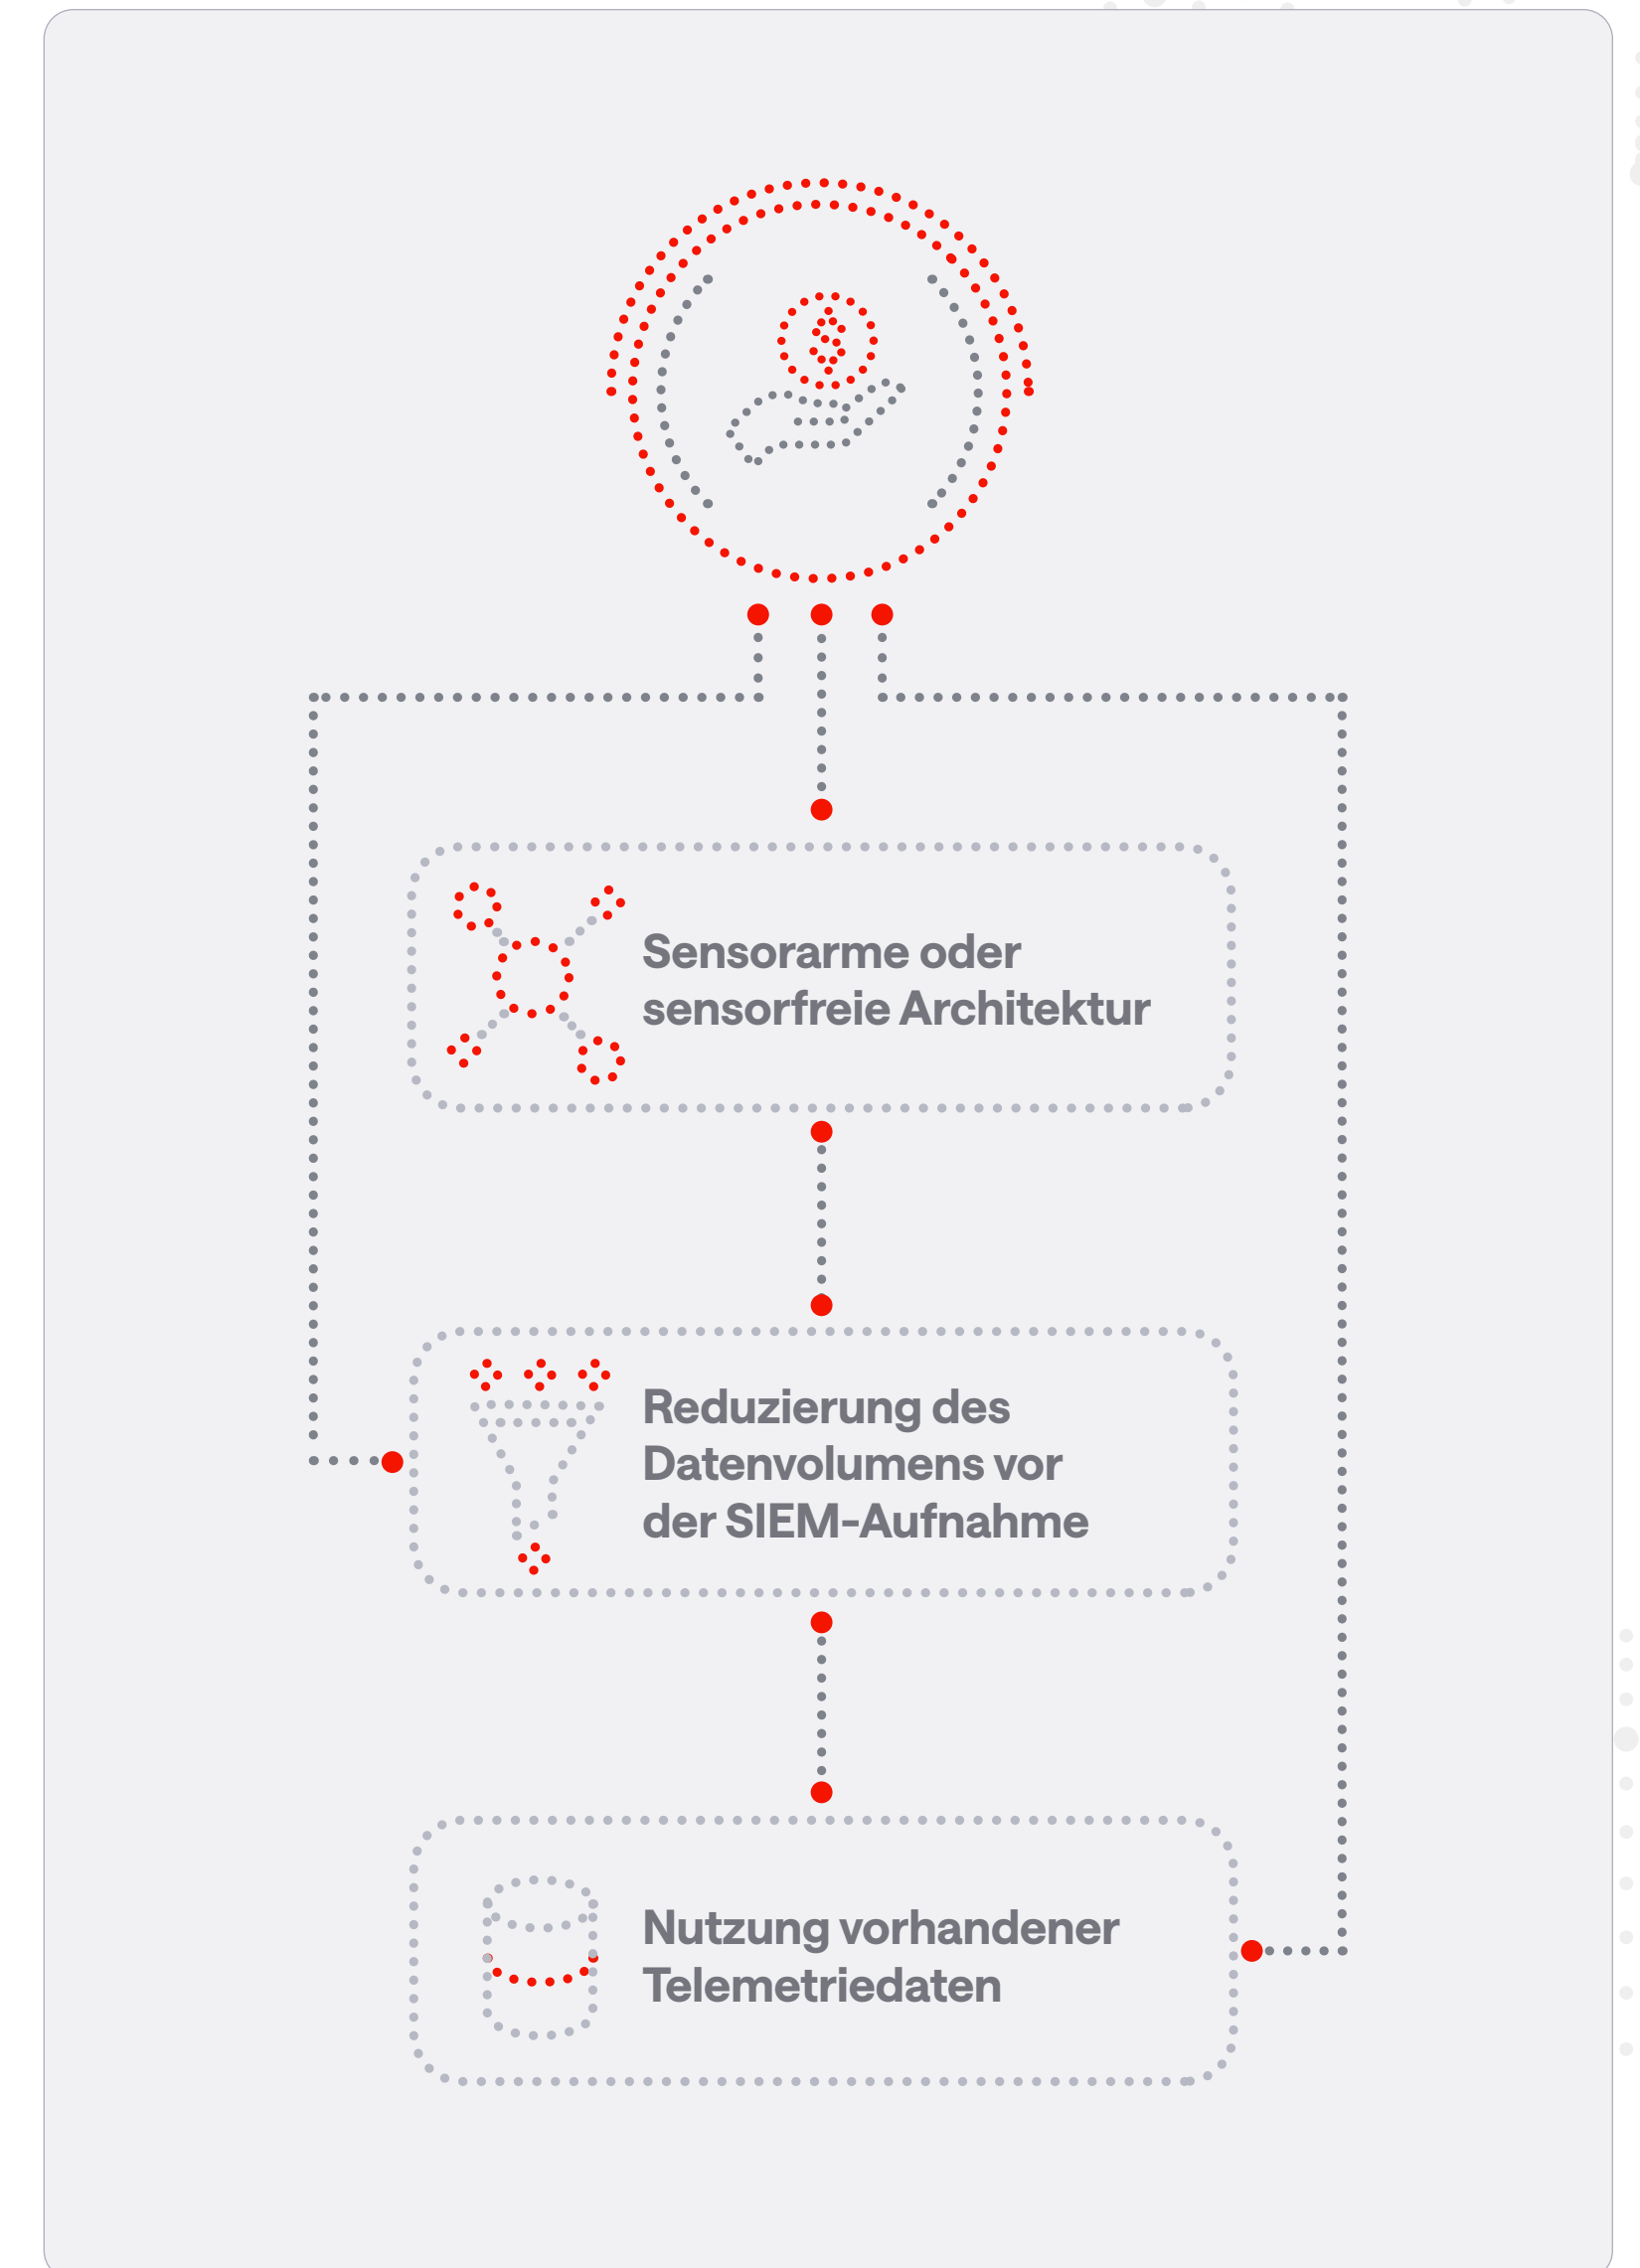 Sensorarme oder
sensorfreie Architektur
Reduzierung des
Datenvolumens vor
der SIEM-Aufnahme
Nutzung vorhandener
Telemetriedaten